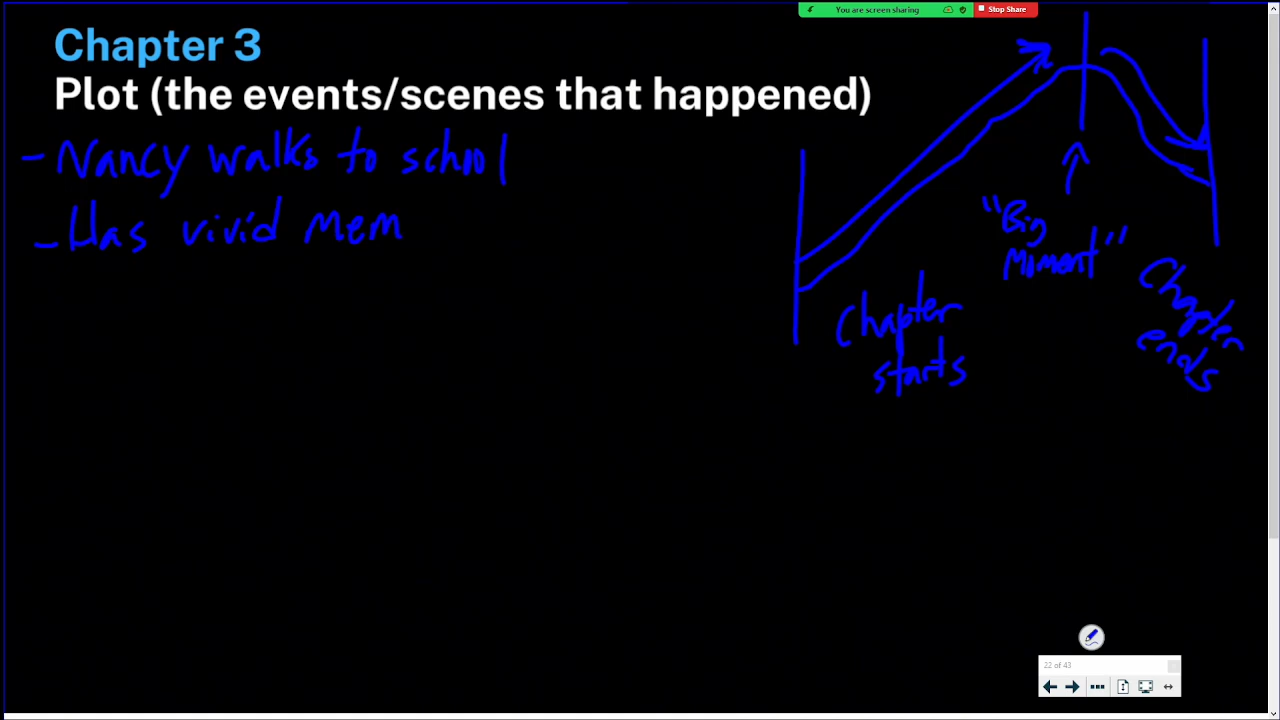 You are screen sharing
Stop Share
Chapter 3
Plot (the events/scenes that happened)
- Nancy walks to school
- Has vivid mem
"Big
Moment"
Chapter
starts
Chapter
ends
22 of 43